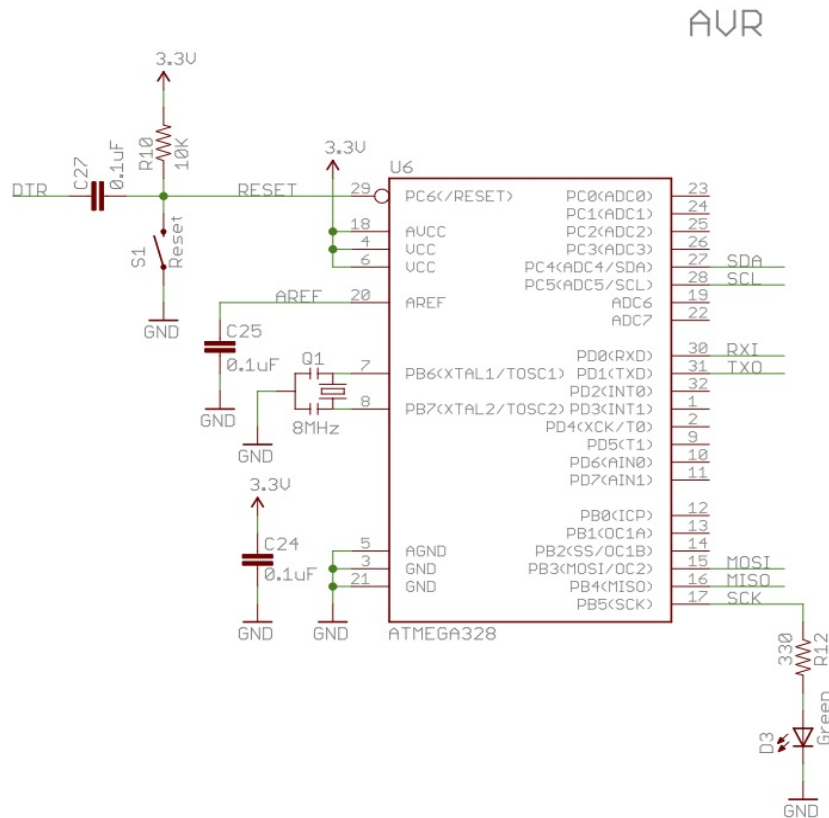 AVR
3.3V
R10
10K
C27
0.1uF
DTR
RESET
S1
Reset
GND
3.3V
U6
29 PC6(/RESET)
18 AVCC
4 VCC
6 VCC
AREF 20 AREF
C25
0.1uF
GND
Q1
7 PB6(XTAL1/TOSC1)
8 PB7(XTAL2/TOSC2)
8MHz
GND
3.3V
C24
0.1uF
GND
5 AGND
3 GND
21 GND
GND
ATMEGA328
PC0(ADC0) 23
PC1(ADC1) 24
PC2(ADC2) 25
PC3(ADC3) 26
PC4(ADC4/SDA) 27 SDA
PC5(ADC5/SCL) 28 SCL
ADC6 19
ADC7 22
PD0(RXD) 30 RXI
PD1(TXD) 31 TXO
PD2(INT0) 32
PD3(INT1) 1
PD4(XCK/T0) 2
PD5(T1) 9
PD6(AIN0) 10
PD7(AIN1) 11
PB0(ICP) 12
PB1(OC1A) 13
PB2(SS/OC1B) 14
PB3(MOSI/OC2) 15 MOSI
PB4(MISO) 16 MISO
PB5(SCK) 17 SCK
330
R12
D3
Green
GND